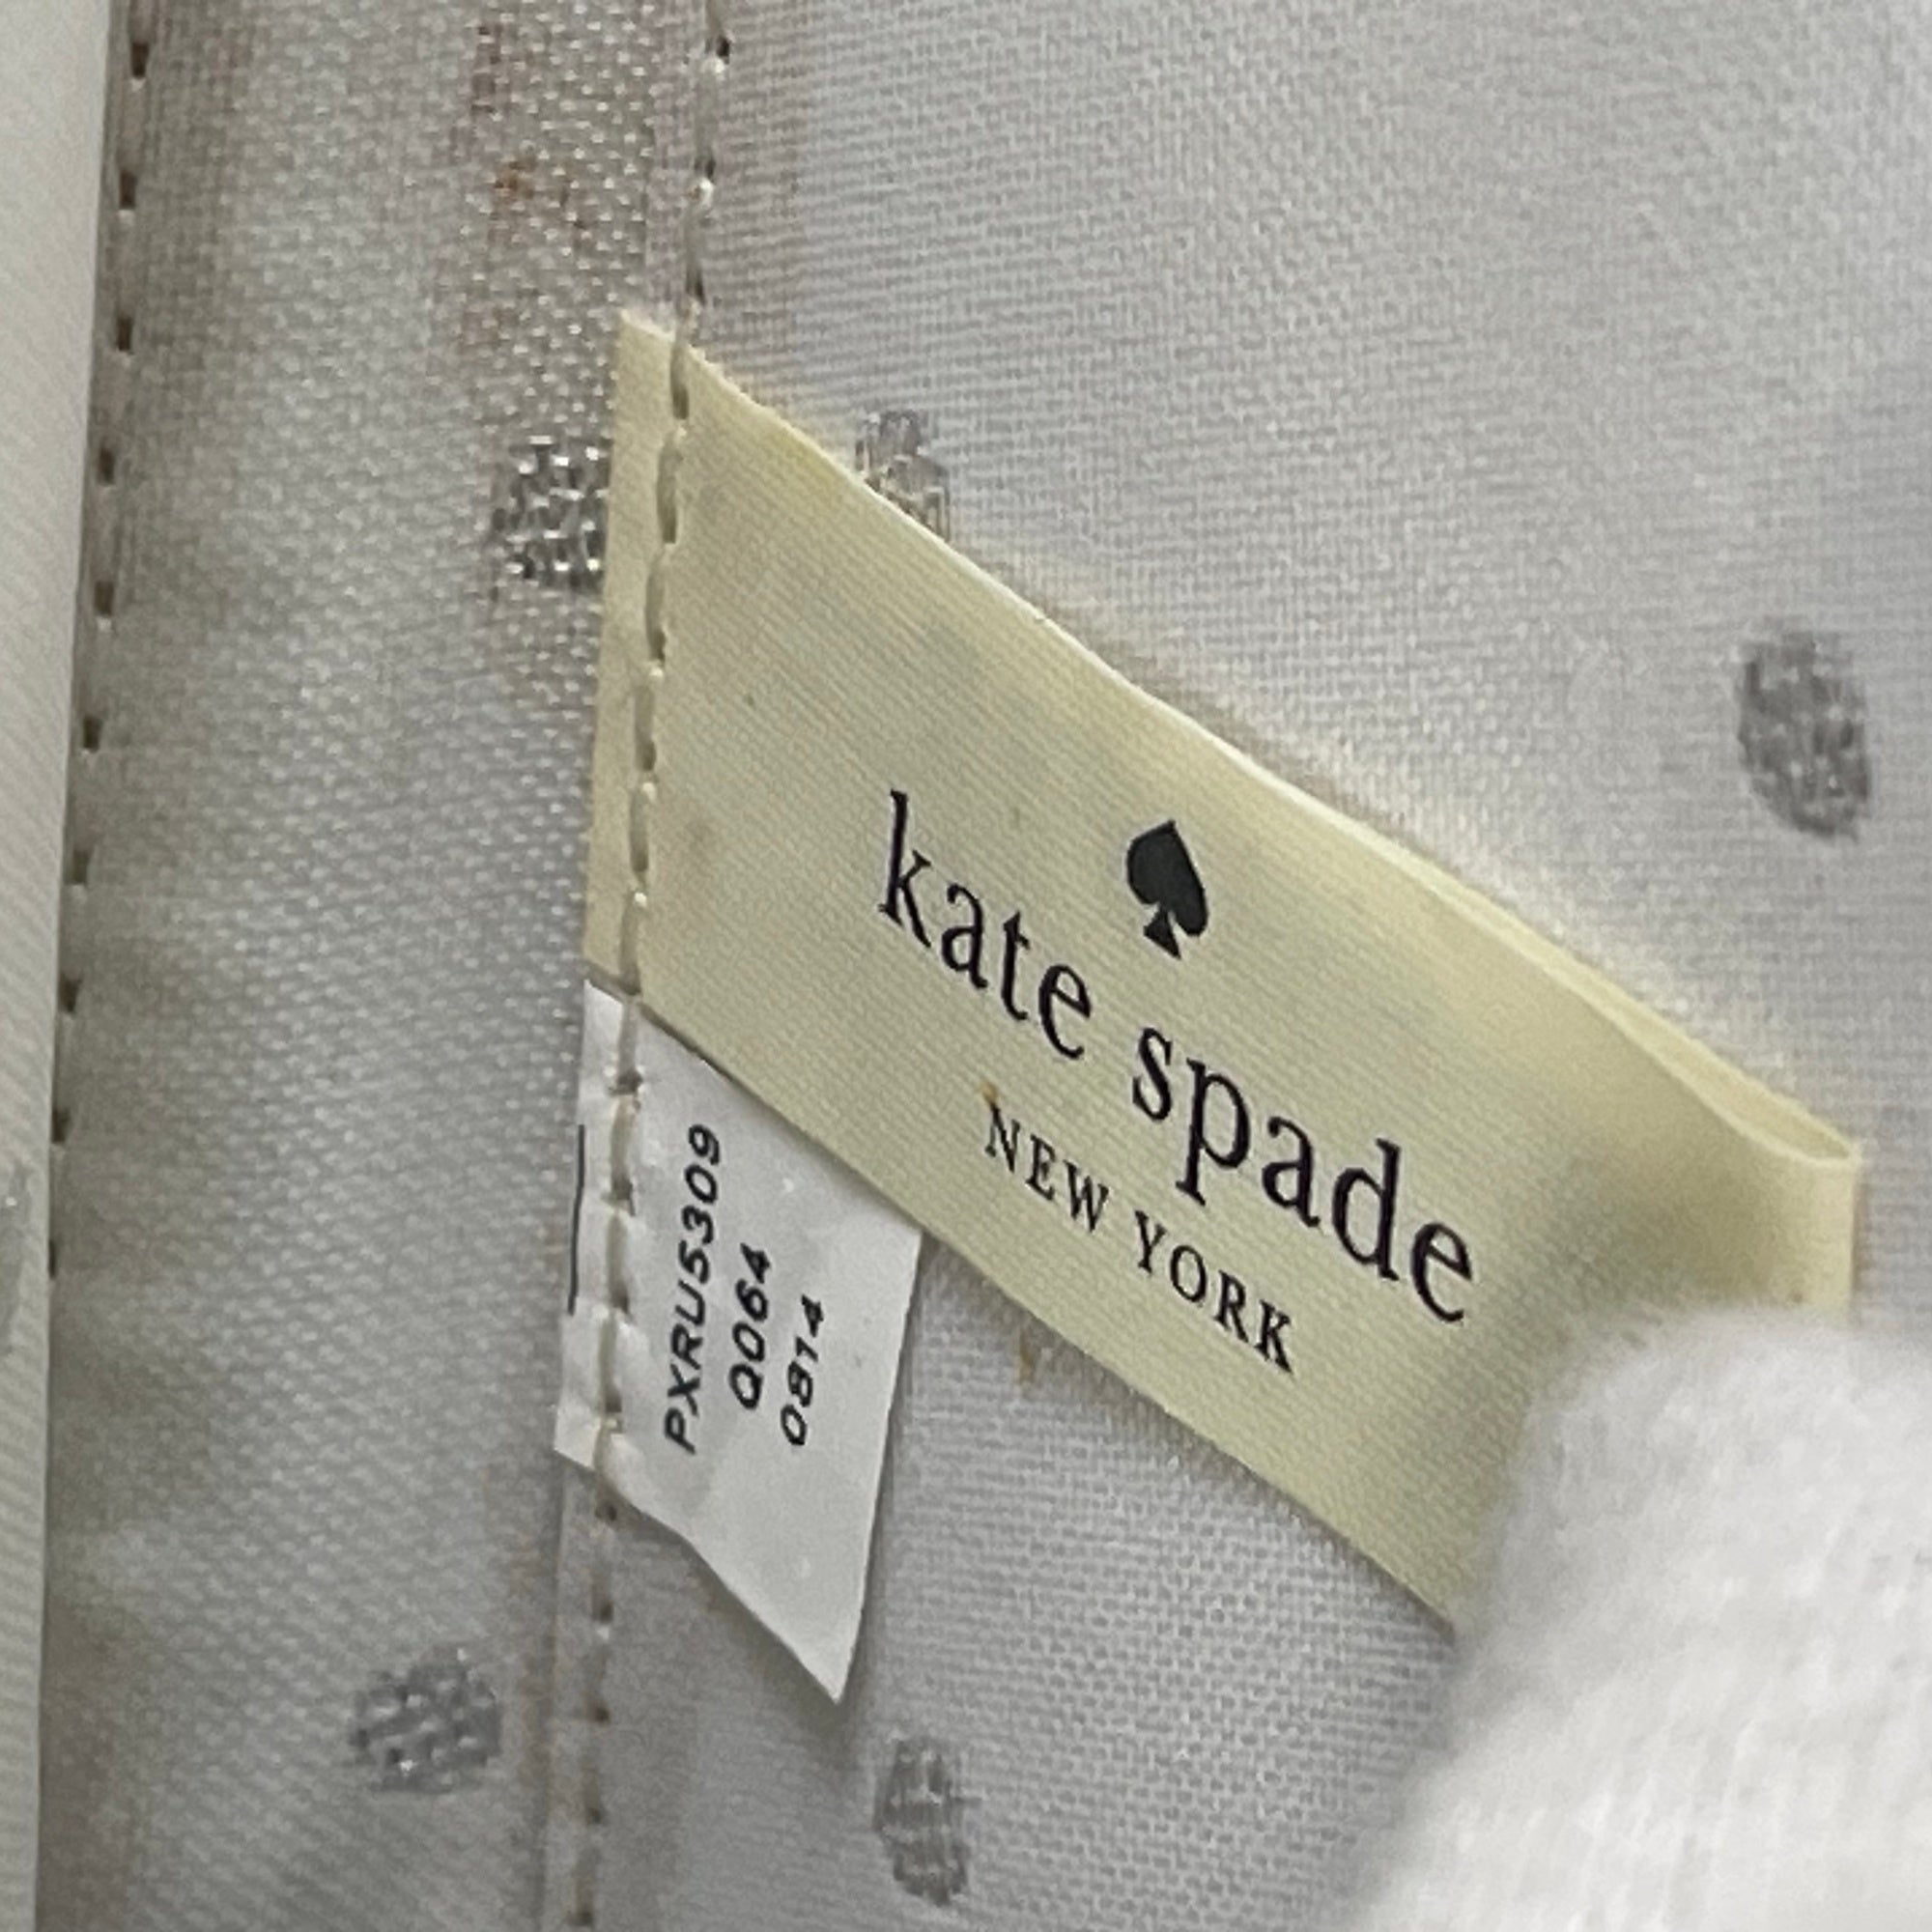 kate spade
NEW YORK
PXRU5309
Q064
0814